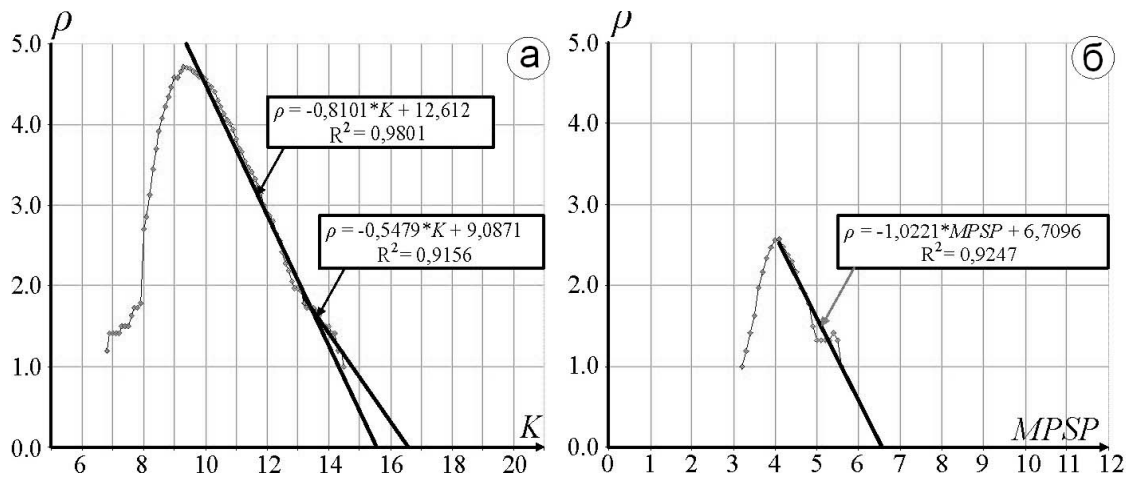 ρ
5.0
4.0
3.0
2.0
1.0
0.0
6 8 10 12 14 16 18 20
K
а
ρ = -0,8101*K + 12,612
R² = 0,9801
ρ = -0,5479*K + 9,0871
R² = 0,9156
ρ
5.0
4.0
3.0
2.0
1.0
0.0
0 1 2 3 4 5 6 7 8 9 10 11 12
MPSP
б
ρ = -1,0221*MPSP + 6,7096
R² = 0,9247